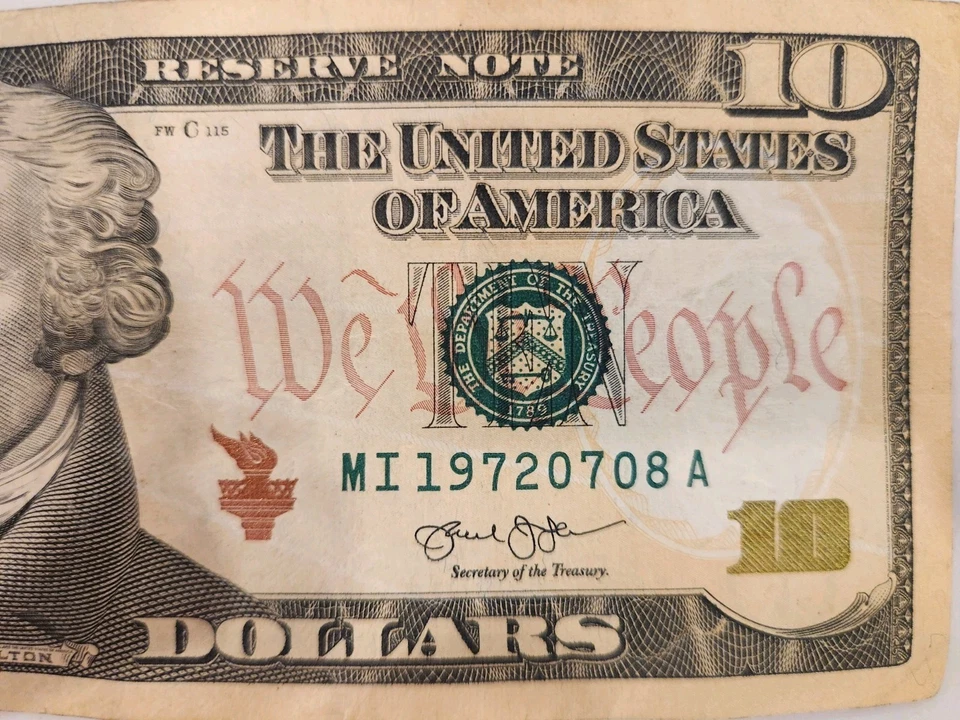 RESERVE NOTE 10
FW C 115
THE UNITED STATES
OF AMERICA
We the People
TEN
THE DEPARTMENT OF THE TREASURY
1789
MI 19720708 A
Secretary of the Treasury.
10
DOLLARS
LTON